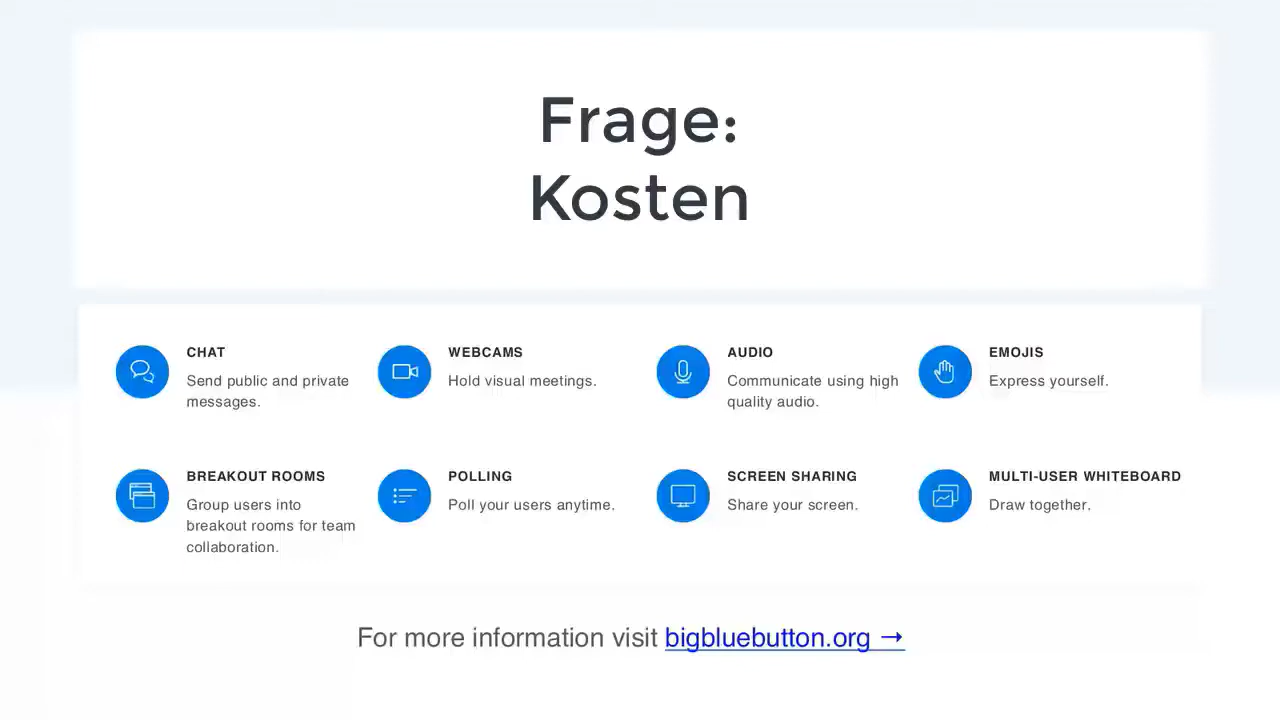 Frage:
Kosten
CHAT
Send public and private
messages.
WEBCAMS
Hold visual meetings.
AUDIO
Communicate using high
quality audio.
EMOJIS
Express yourself.
BREAKOUT ROOMS
Group users into
breakout rooms for team
collaboration.
POLLING
Poll your users anytime.
SCREEN SHARING
Share your screen.
MULTI-USER WHITEBOARD
Draw together.
For more information visit bigbluebutton.org →